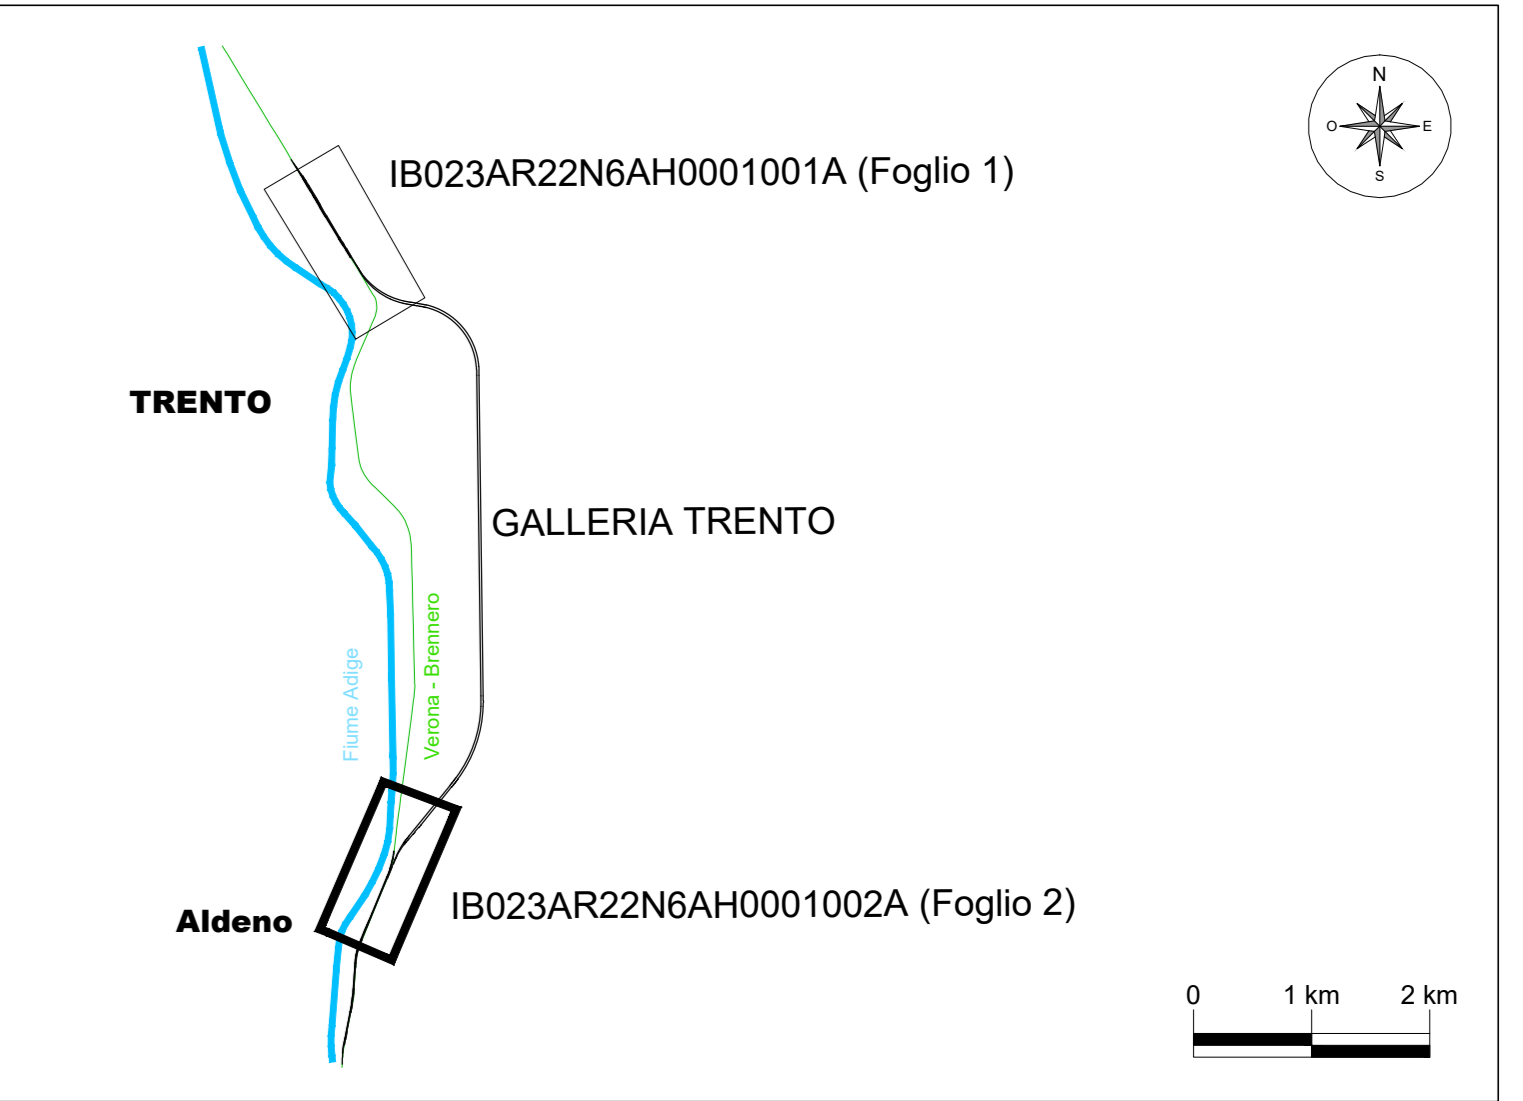 N
O
E
S
IB023AR22N6AH0001001A (Foglio 1)
TRENTO
GALLERIA TRENTO
Fiume Adige
Verona - Brennero
Aldeno
IB023AR22N6AH0001002A (Foglio 2)
0 1 km 2 km